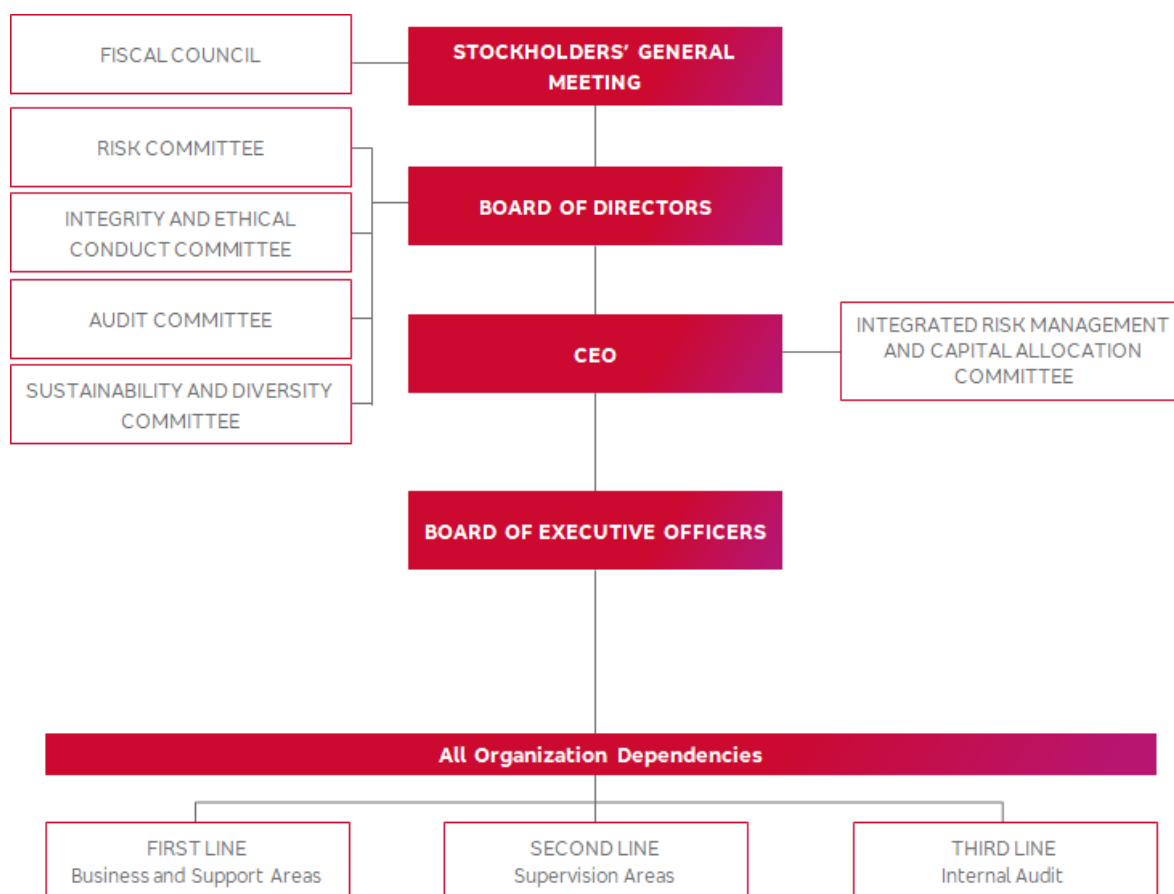 FISCAL COUNCIL
STOCKHOLDERS' GENERAL
MEETING
RISK COMMITTEE
BOARD OF DIRECTORS
INTEGRITY AND ETHICAL
CONDUCT COMMITTEE
AUDIT COMMITTEE
CEO
INTEGRATED RISK MANAGEMENT
AND CAPITAL ALLOCATION
COMMITTEE
SUSTAINABILITY AND DIVERSITY
COMMITTEE
BOARD OF EXECUTIVE OFFICERS
All Organization Dependencies
FIRST LINE
Business and Support Areas
SECOND LINE
Supervision Areas
THIRD LINE
Internal Audit